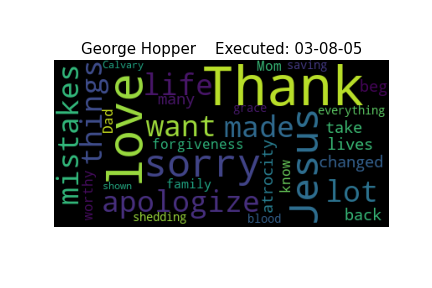 George Hopper    Executed: 03-08-05
Calvary
Mom
saving
mistakes
things
love
life
Thank
beg
many
grace
everything
Dad
want
made
Jesus
take
forgiveness
lives
sorry
atrocity
know
changed
worthy
shown
family
lot
apologize
shedding
blood
back